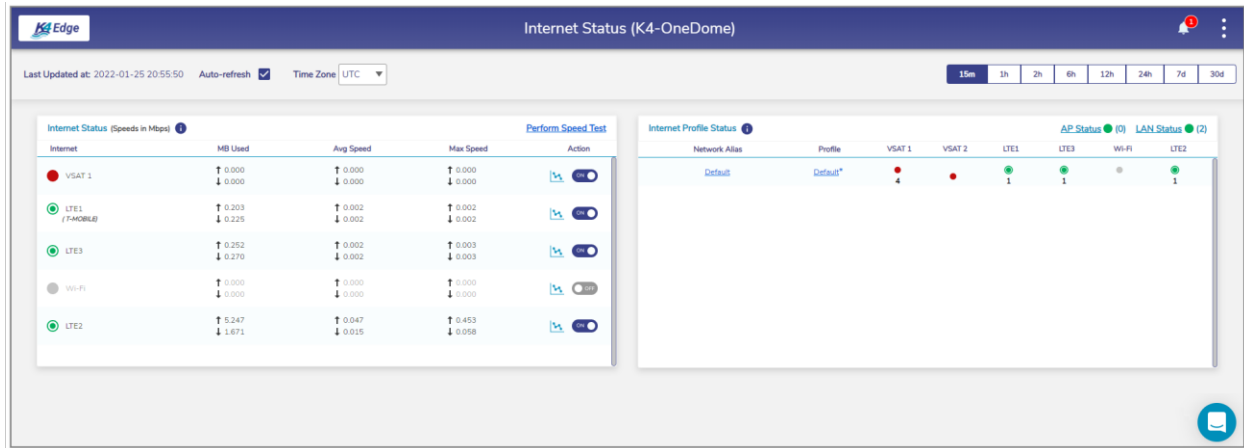 K4 Edge
Internet Status (K4-OneDome)
1
Last Updated at: 2022-01-25 20:55:50 Auto-refresh Time Zone UTC
15m 1h 2h 6h 12h 24h 7d 30d
Internet Status (Speeds in Mbps) i Perform Speed Test
Internet MB Used Avg Speed Max Speed Action
VSAT 1 ↑ 0.000 ↑ 0.000 ↑ 0.000 ON
↓ 0.000 ↓ 0.000 ↓ 0.000
LTE1 ↑ 0.203 ↑ 0.002 ↑ 0.002 ON
(T-MOBILE) ↓ 0.225 ↓ 0.002 ↓ 0.002
LTE3 ↑ 0.252 ↑ 0.002 ↑ 0.003 ON
↓ 0.270 ↓ 0.002 ↓ 0.003
Wi-Fi ↑ 0.000 ↑ 0.000 ↑ 0.000 OFF
↓ 0.000 ↓ 0.000 ↓ 0.000
LTE2 ↑ 5.247 ↑ 0.047 ↑ 0.453 ON
↓ 1.671 ↓ 0.015 ↓ 0.058
Internet Profile Status i AP Status (0) LAN Status (2)
Network Alias Profile VSAT 1 VSAT 2 LTE1 LTE3 Wi-Fi LTE2
Default Default*
4 1 1 1